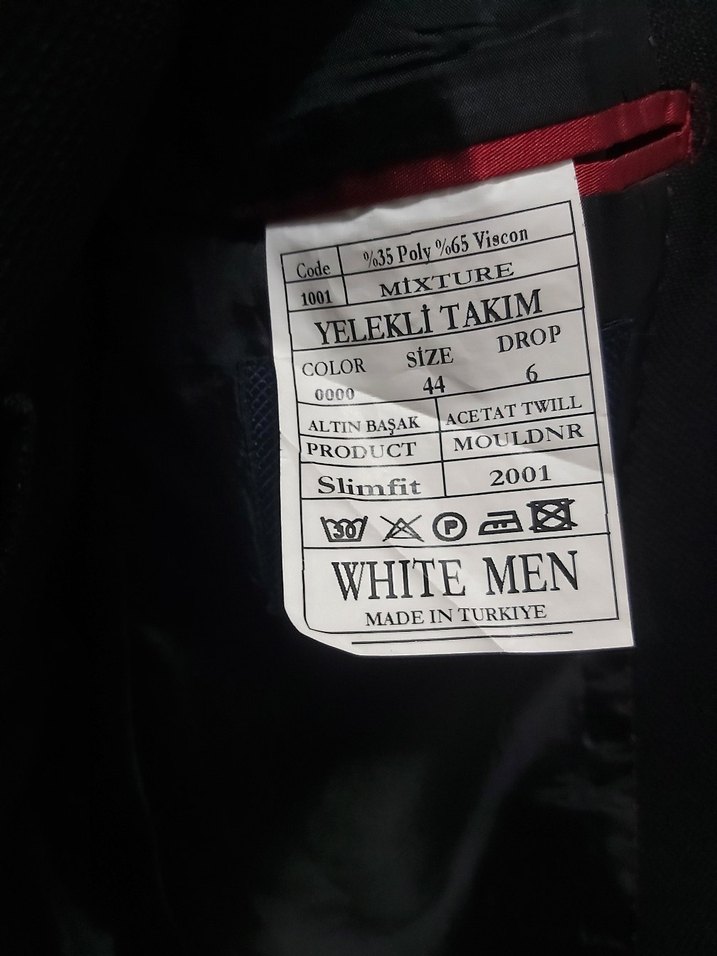 Code %35 Poly %65 Viscon
1001 MİXTURE
YELEKLİ TAKIM
COLOR SİZE DROP
0000 44 6
ALTIN BAŞAK ACETAT TWILL
PRODUCT MOULDNR
Slimfit 2001
30 P
WHITE MEN
MADE IN TURKIYE